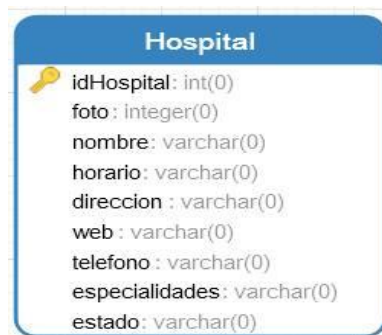 Hospital
idHospital: int(0)
foto: integer(0)
nombre: varchar(0)
horario: varchar(0)
direccion : varchar(0)
web : varchar(0)
telefono : varchar(0)
especialidades: varchar(0)
estado: varchar(0)